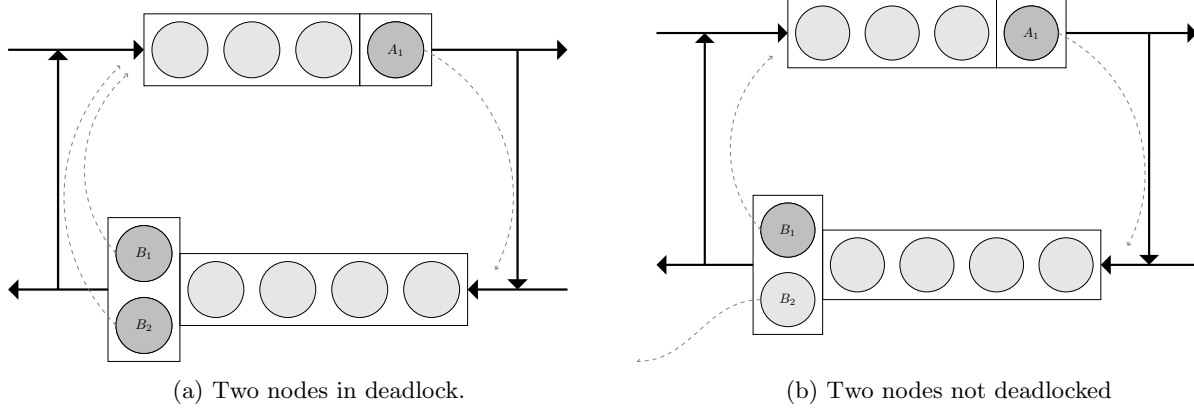 A1
A1
B1
B2
B1
B2
(a) Two nodes in deadlock.
(b) Two nodes not deadlocked